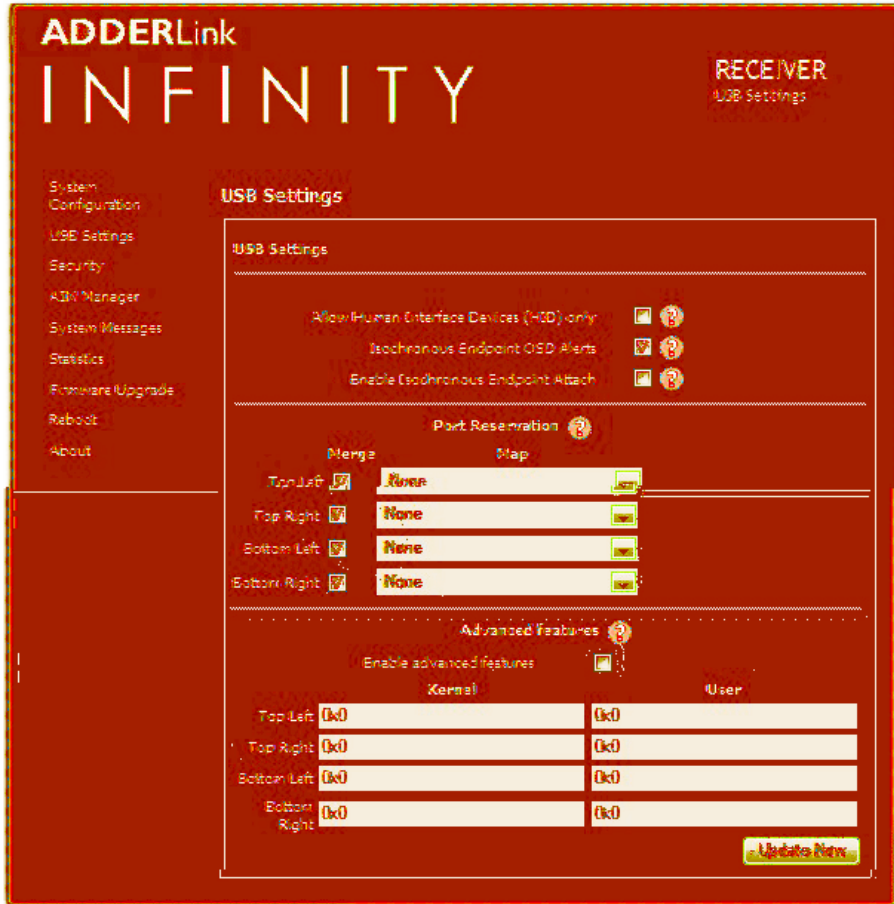 ADDERLink
INFINITY
RECEIVER
USB Settings
System
Configuration
USB Settings
Security
AIM Manager
System Messages
Statistics
Firmware Upgrade
Reboot
About
USB Settings
USB Settings
Allow Human Interface Devices (HID) only
Isochronous Endpoint OSD Alerts
Enable Isochronous Endpoint Attach
Port Reservation ?
Merge Map
Top Left None
Top Right None
Bottom Left None
Bottom Right None
Advanced features ?
Enable advanced features
Kernel User
Top Left 0x0 0x0
Top Right 0x0 0x0
Bottom Left 0x0 0x0
Bottom
Right 0x0 0x0
Update Now